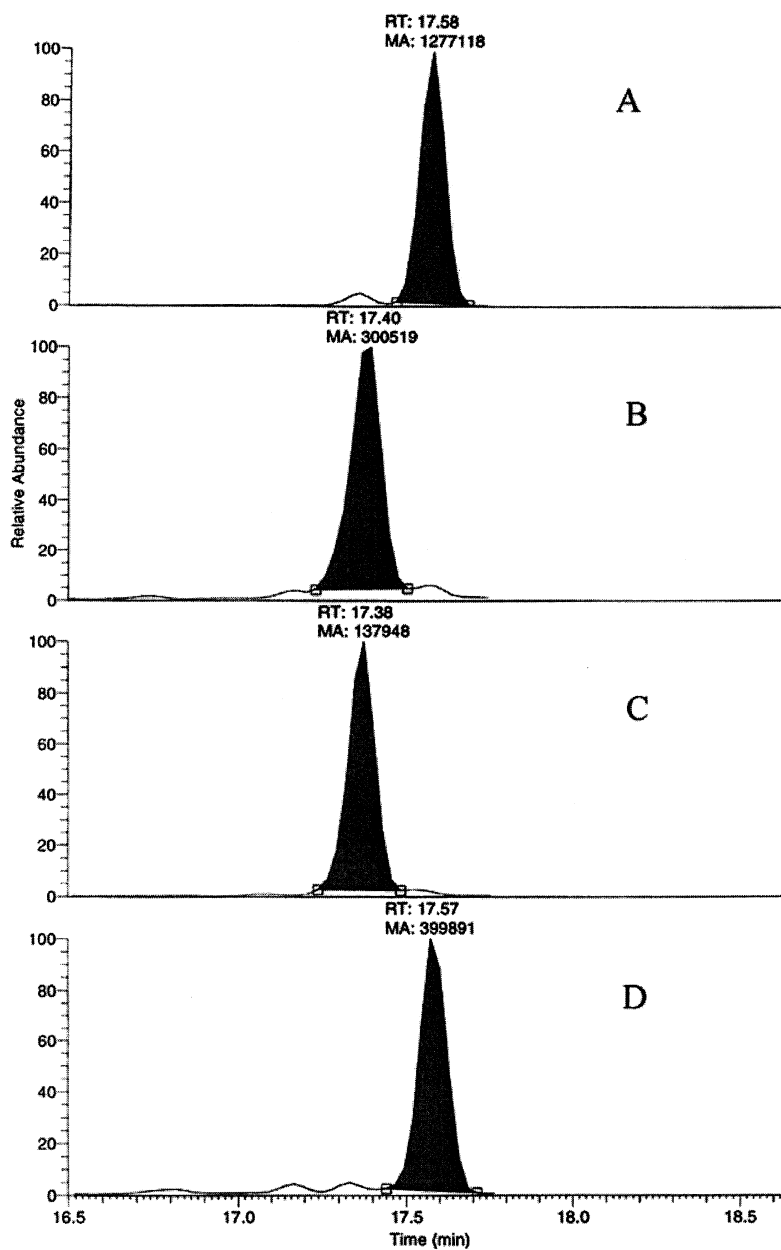 RT: 17.58
MA: 1277118
100
80
60
40
20
0
A
RT: 17.40
MA: 300519
100
80
60
40
20
0
B
Relative Abundance
RT: 17.38
MA: 137948
100
80
60
40
20
0
C
RT: 17.57
MA: 399891
100
80
60
40
20
0
D
16.5 17.0 17.5 18.0 18.5
Time (min)